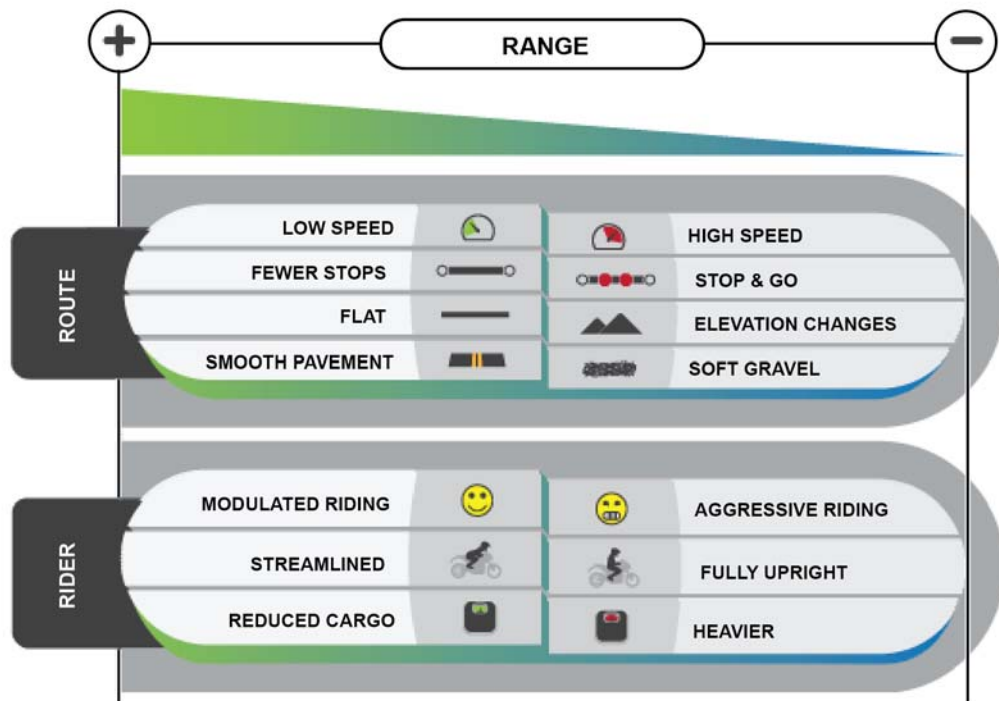 + RANGE −
ROUTE
LOW SPEED
HIGH SPEED
FEWER STOPS
STOP & GO
FLAT
ELEVATION CHANGES
SMOOTH PAVEMENT
SOFT GRAVEL
RIDER
MODULATED RIDING
AGGRESSIVE RIDING
STREAMLINED
FULLY UPRIGHT
REDUCED CARGO
HEAVIER